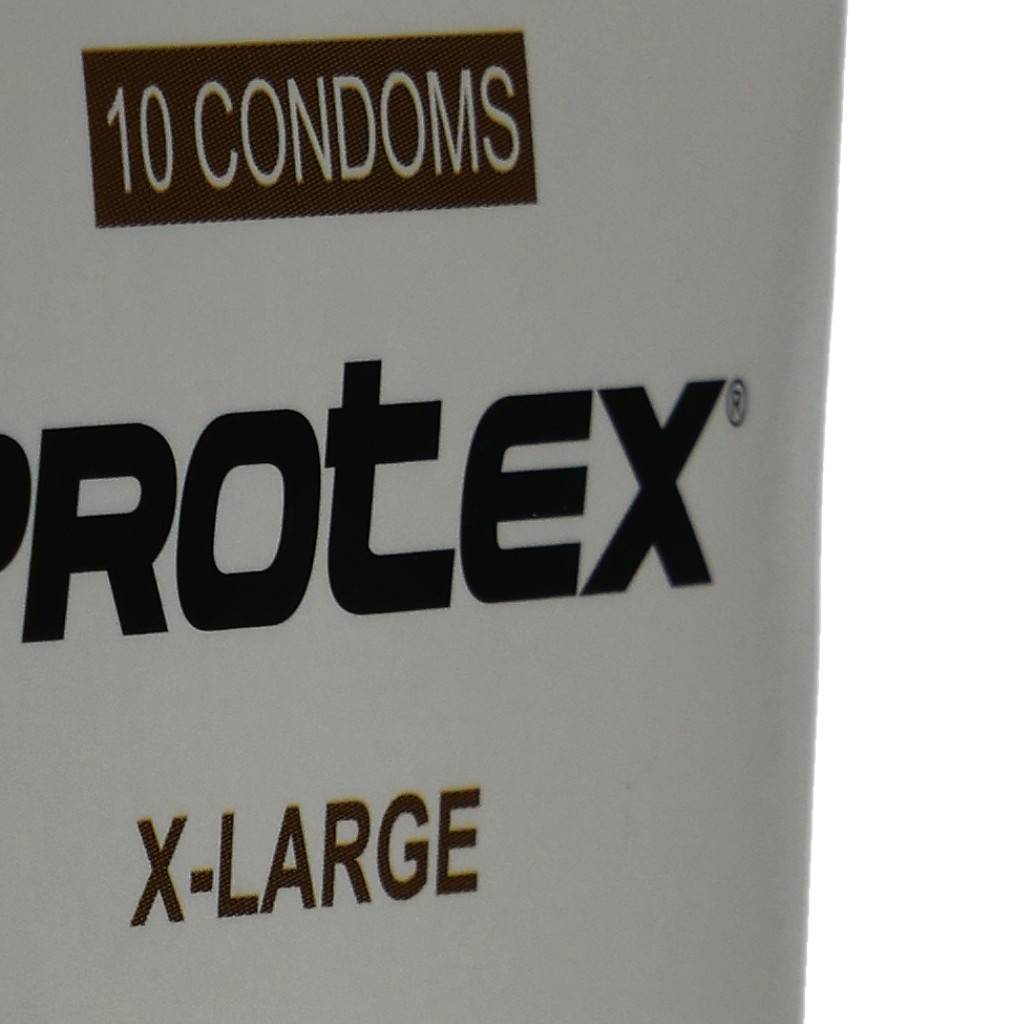 10 CONDOMS
PROTEX®
X-LARGE